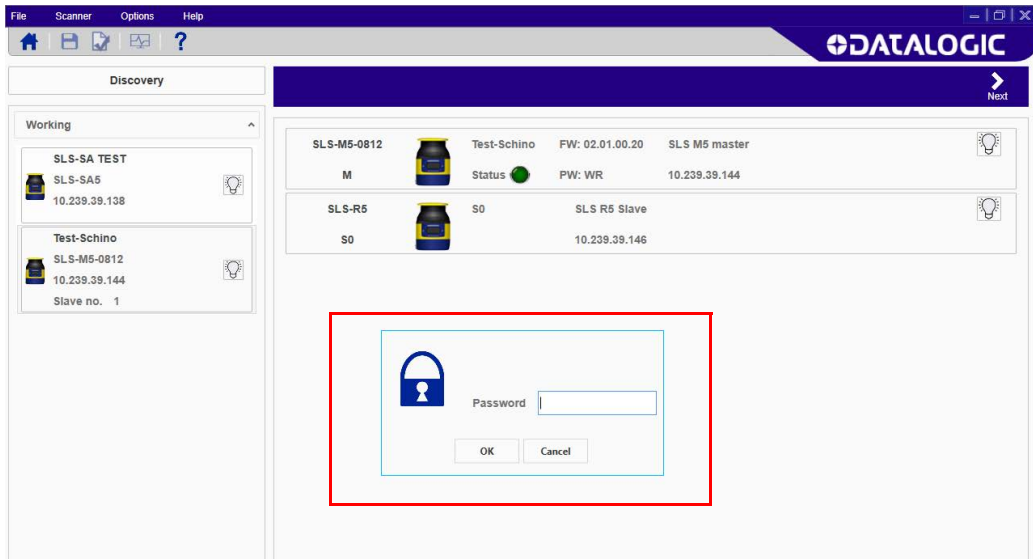 File Scanner Options Help
?
DATALOGIC
Discovery
Next
Working
SLS-SA TEST
SLS-SA5
10.239.39.138
Test-Schino
SLS-M5-0812
10.239.39.144
Slave no. 1
SLS-M5-0812 Test-Schino FW: 02.01.00.20 SLS M5 master
M Status PW: WR 10.239.39.144
SLS-R5 S0 SLS R5 Slave
S0 10.239.39.146
Password
OK Cancel